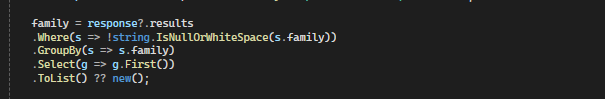 family = response?.results
.Where(s => !string.IsNullOrWhiteSpace(s.family))
.GroupBy(s => s.family)
.Select(g => g.First())
.ToList() ?? new();